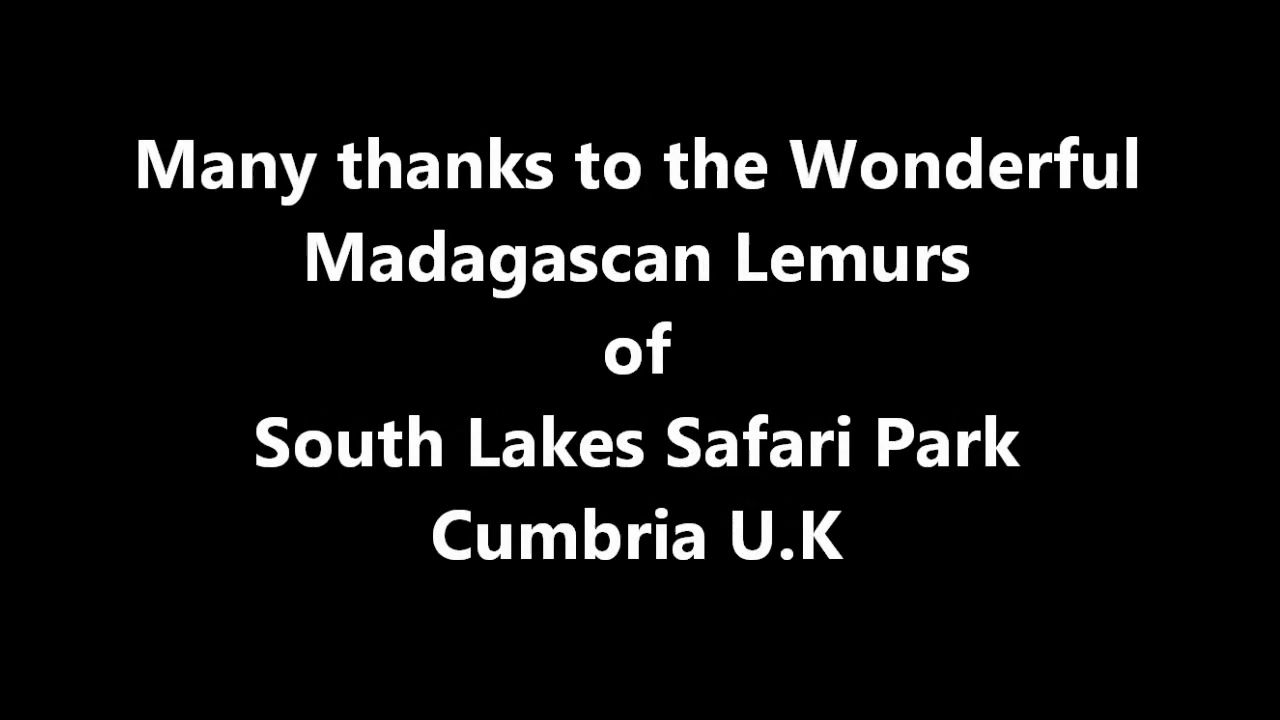 Many thanks to the Wonderful
Madagascan Lemurs
of
South Lakes Safari Park
Cumbria U.K